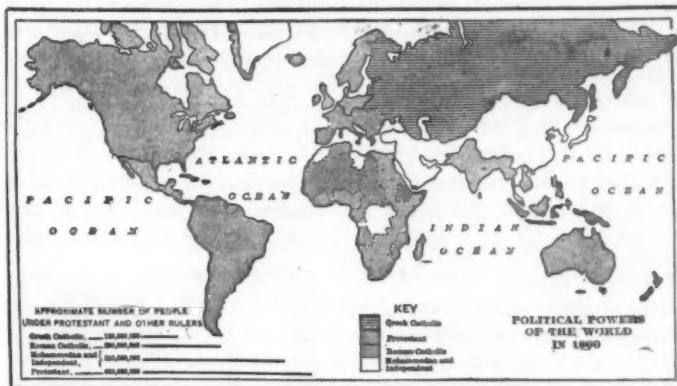 ATLANTIC
OCEAN
PACIFIC
OCEAN
PACIFIC
OCEAN
INDIAN
OCEAN
APPROXIMATE NUMBER OF PEOPLE
UNDER PROTESTANT AND OTHER RULERS
Greek Catholic,
Roman Catholic,
Mohammedan and
Independent,
Protestant,
KEY
Greek Catholic
Protestant
Roman Catholic
Mohammedan and
Independent
POLITICAL POWERS
OF THE WORLD
IN 1900